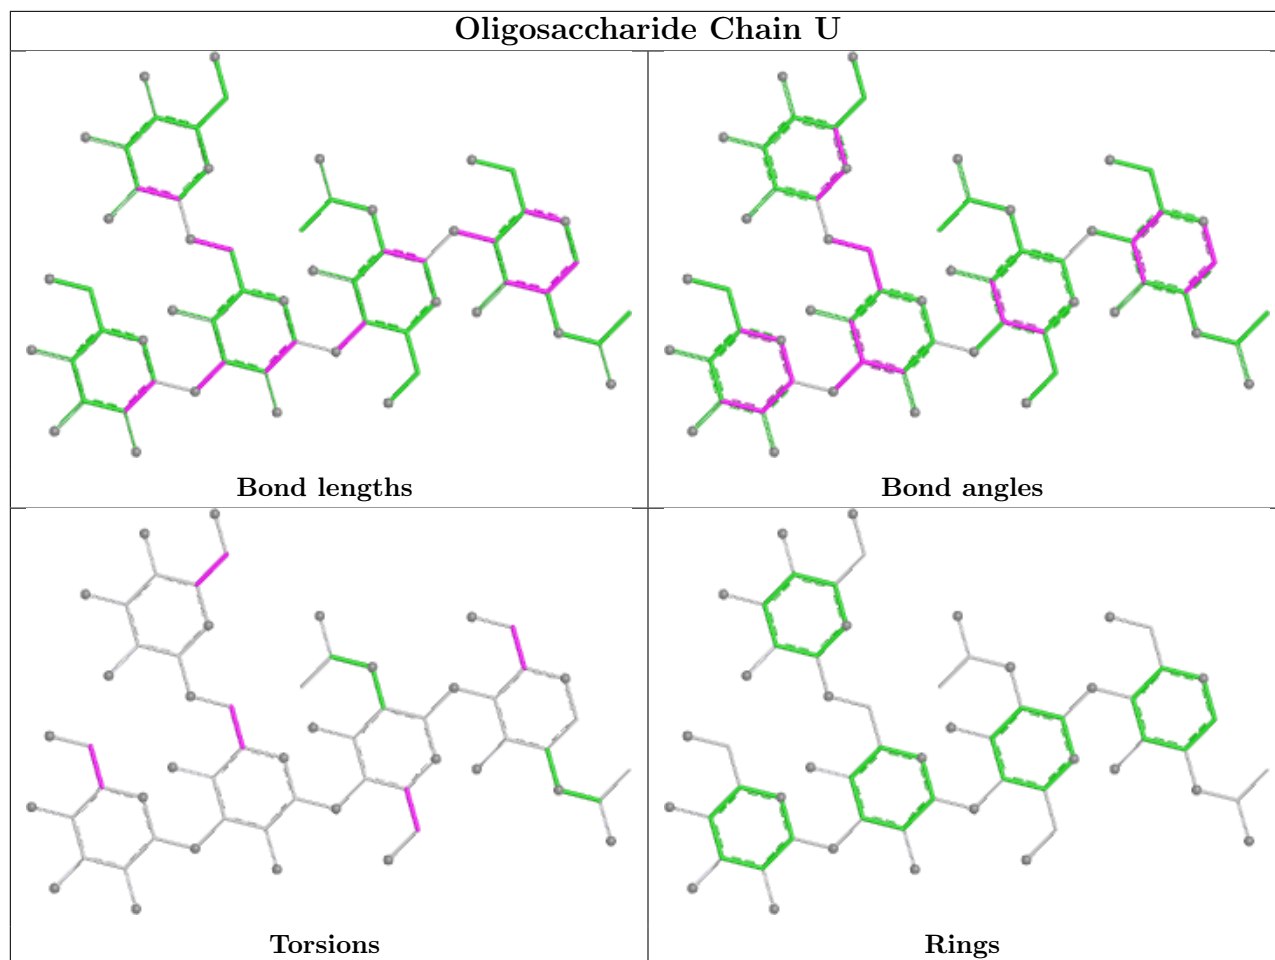 Oligosaccharide Chain U
Bond lengths
Bond angles
Torsions
Rings